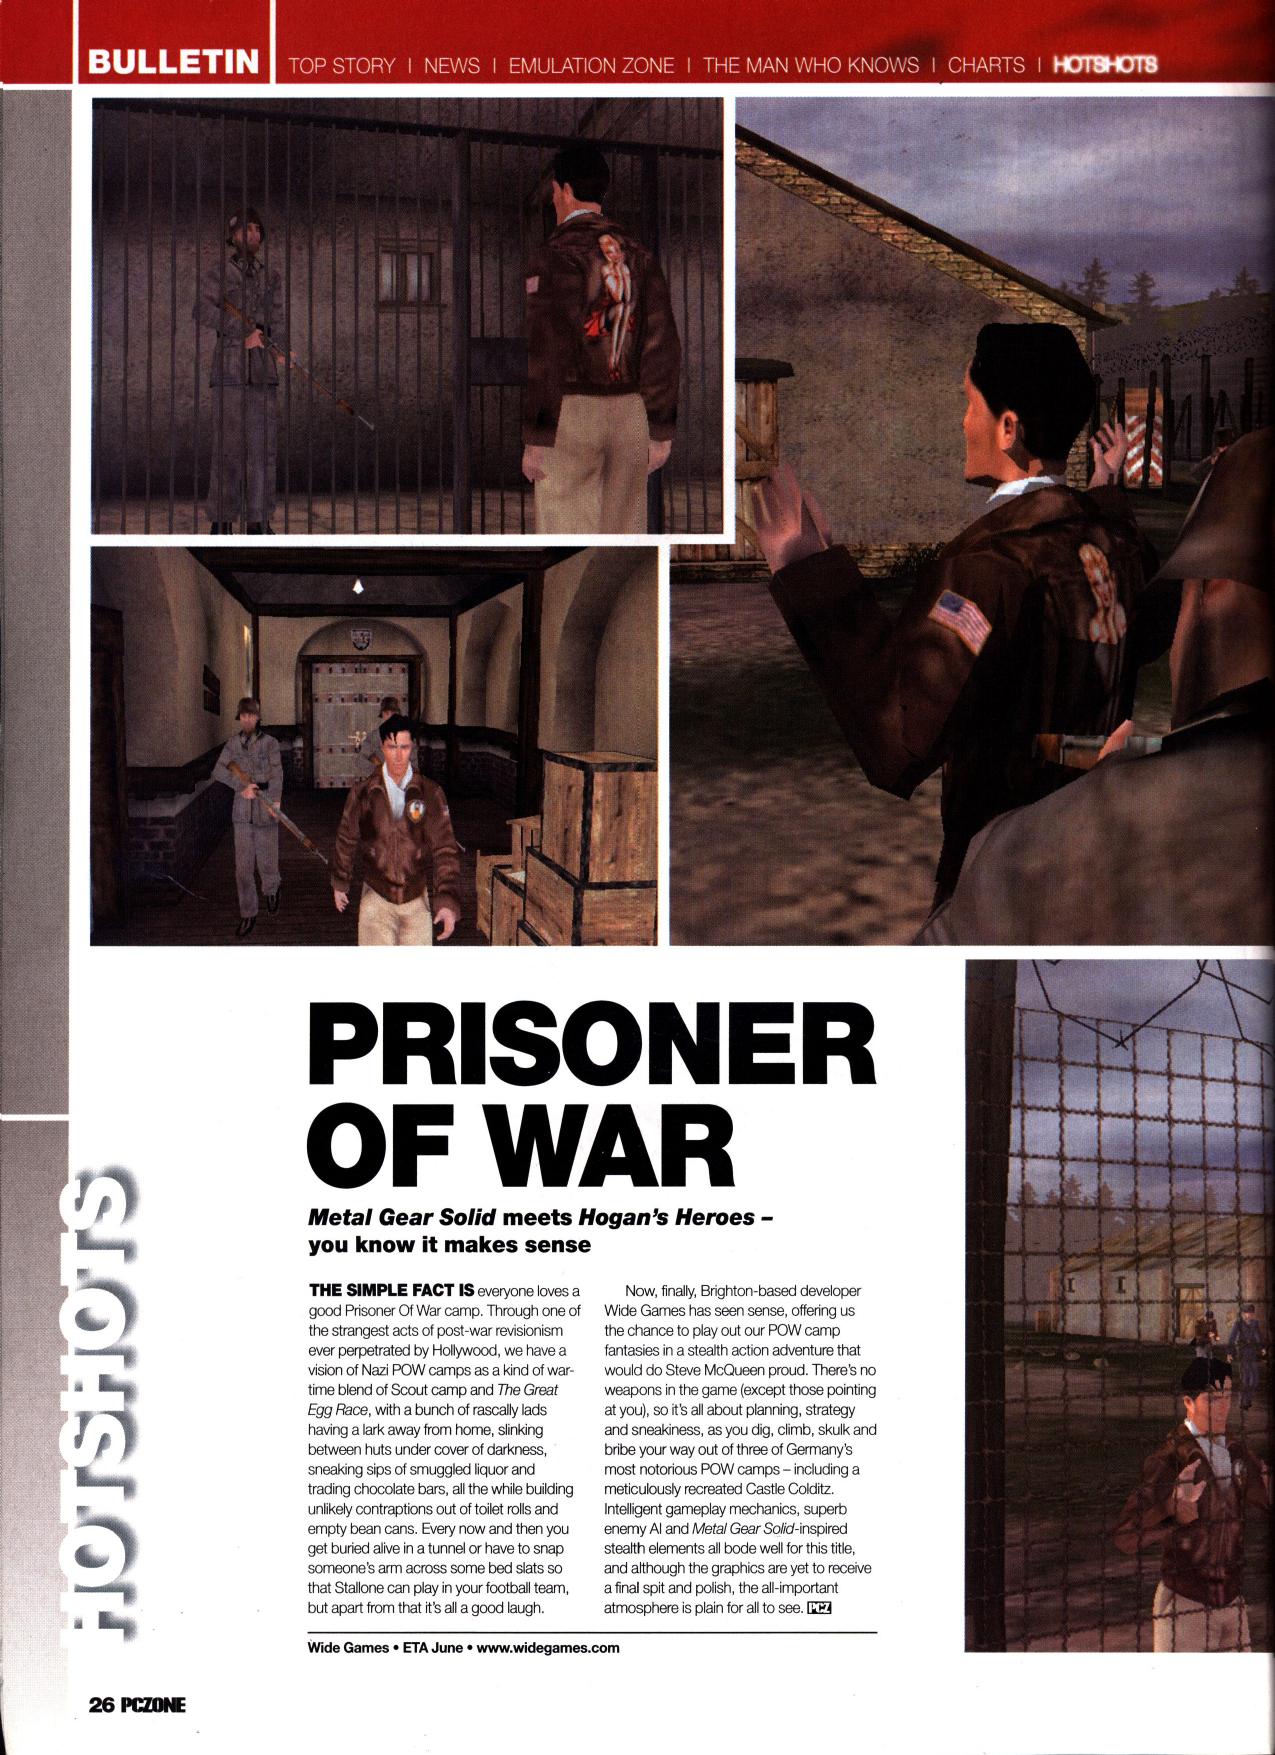 BULLETIN
TOP STORY | NEWS | EMULATION ZONE | THE MAN WHO KNOWS | CHARTS | HOTSHOTS
PRISONER
OF WAR
Metal Gear Solid meets Hogan's Heroes –
you know it makes sense
THE SIMPLE FACT IS everyone loves a
good Prisoner Of War camp. Through one of
the strangest acts of post-war revisionism
ever perpetrated by Hollywood, we have a
vision of Nazi POW camps as a kind of war-
time blend of Scout camp and The Great
Egg Race, with a bunch of rascally lads
having a lark away from home, slinking
between huts under cover of darkness,
sneaking sips of smuggled liquor and
trading chocolate bars, all the while building
unlikely contraptions out of toilet rolls and
empty bean cans. Every now and then you
get buried alive in a tunnel or have to snap
someone's arm across some bed slats so
that Stallone can play in your football team,
but apart from that it's all a good laugh.
Now, finally, Brighton-based developer
Wide Games has seen sense, offering us
the chance to play out our POW camp
fantasies in a stealth action adventure that
would do Steve McQueen proud. There's no
weapons in the game (except those pointing
at you), so it's all about planning, strategy
and sneakiness, as you dig, climb, skulk and
bribe your way out of three of Germany's
most notorious POW camps – including a
meticulously recreated Castle Colditz.
Intelligent gameplay mechanics, superb
enemy AI and Metal Gear Solid-inspired
stealth elements all bode well for this title,
and although the graphics are yet to receive
a final spit and polish, the all-important
atmosphere is plain for all to see. PCZ
Wide Games • ETA June • www.widegames.com
HOTSHOTS
26 PCZONE